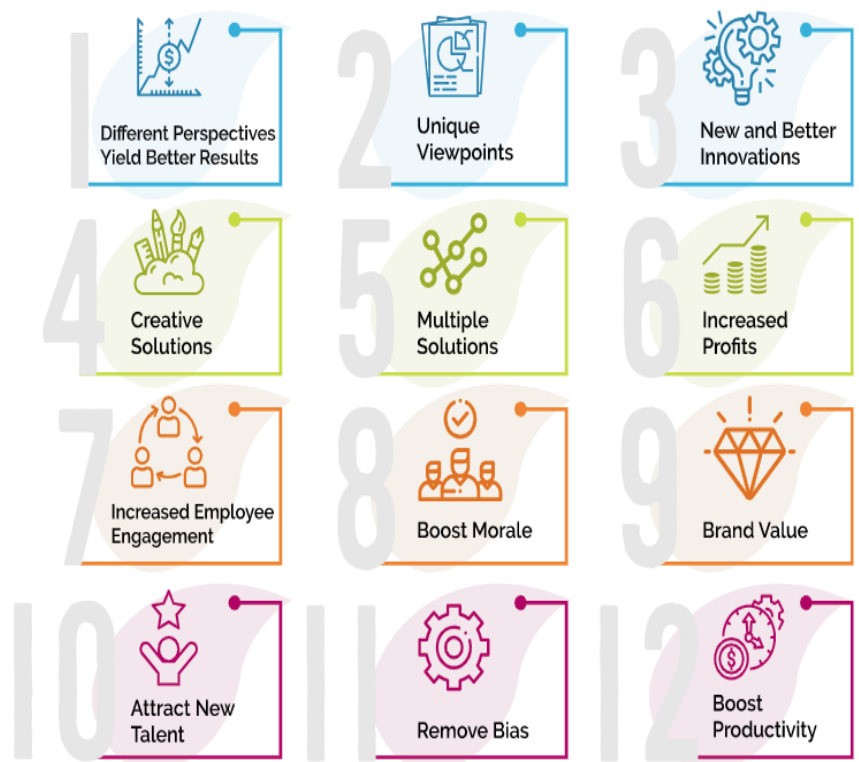 1
Different Perspectives
Yield Better Results
2
Unique
Viewpoints
3
New and Better
Innovations
4
Creative
Solutions
5
Multiple
Solutions
6
Increased
Profits
7
Increased Employee
Engagement
8
Boost Morale
9
Brand Value
10
Attract New
Talent
11
Remove Bias
12
Boost
Productivity